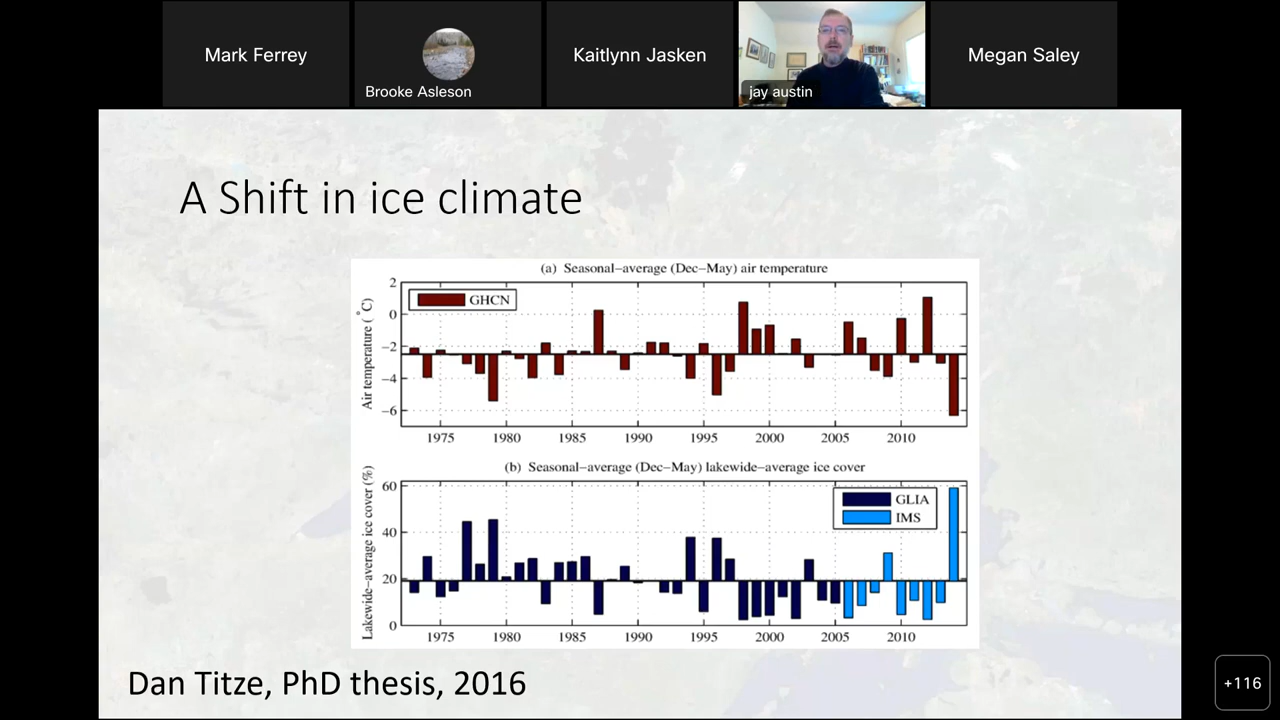 Mark Ferrey
Brooke Asleson
Kaitlynn Jasken
jay austin
Megan Saley
A Shift in ice climate
(a) Seasonal−average (Dec−May) air temperature
Air temperature (°C)
2
0
−2
−4
−6
GHCN
1975 1980 1985 1990 1995 2000 2005 2010
(b) Seasonal−average (Dec−May) lakewide−average ice cover
Lakewide−average ice cover (%)
60
40
20
0
GLIA
IMS
1975 1980 1985 1990 1995 2000 2005 2010
Dan Titze, PhD thesis, 2016
+116